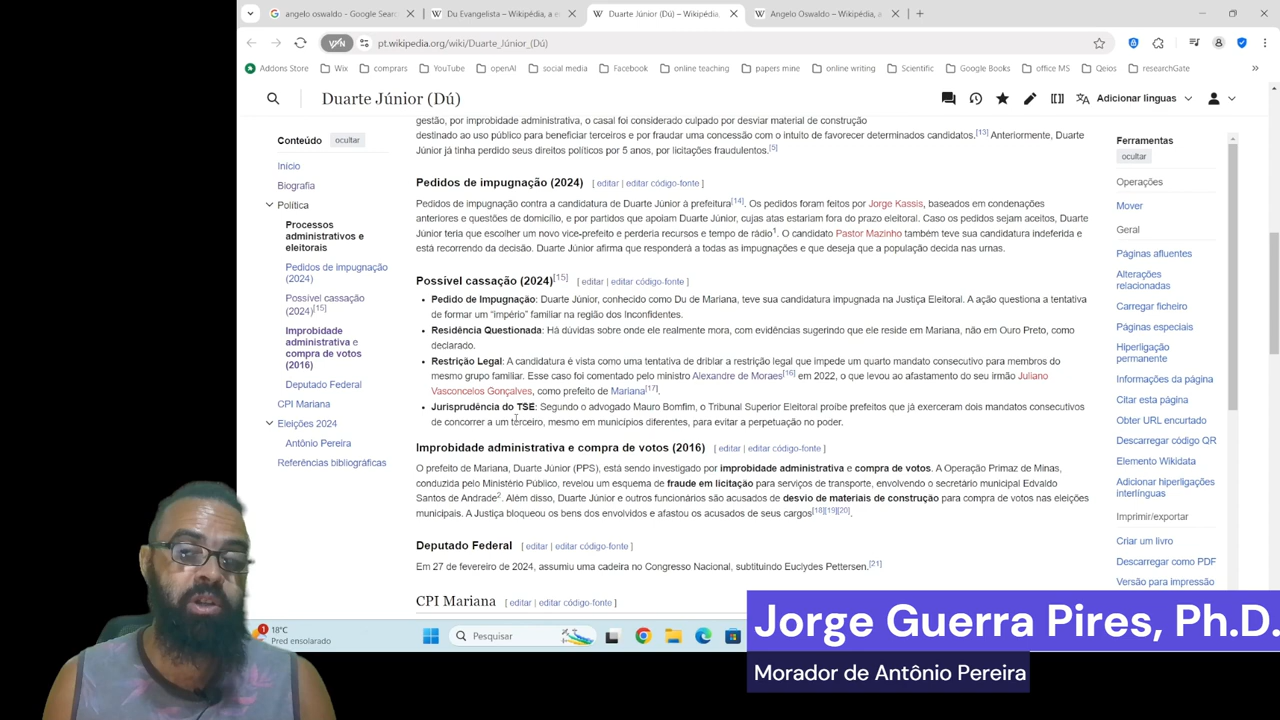 angelo oswaldo - Google Searc
Du Evangelista – Wikipédia, a e
Duarte Júnior (Dú) – Wikipédia.
Angelo Oswaldo – Wikipédia, a
pt.wikipedia.org/wiki/Duarte_Júnior_(Dú)
Addons Store
Wix
comprars
YouTube
openAI
social media
Facebook
online teaching
papers mine
online writing
Scientific
Google Books
office MS
Qeios
researchGate
Duarte Júnior (Dú)
Adicionar línguas
Conteúdo
ocultar
Início
Biografia
Política
Processos
administrativos e
eleitorais
Pedidos de impugnação
(2024)
Possível cassação
(2024)[15]
Improbidade
administrativa e
compra de votos
(2016)
Deputado Federal
CPI Mariana
Eleições 2024
Antônio Pereira
Referências bibliográficas
gestão, por improbidade administrativa, o casal foi considerado culpado por desviar material de construção
destinado ao uso público para beneficiar terceiros e por fraudar uma concessão com o intuito de favorecer determinados candidatos.[13] Anteriormente, Duarte
Júnior já tinha perdido seus direitos políticos por 5 anos, por licitações fraudulentos.[5]
Pedidos de impugnação (2024) [ editar | editar código-fonte ]
Pedidos de impugnação contra a candidatura de Duarte Júnior à prefeitura[14]. Os pedidos foram feitos por Jorge Kassis, baseados em condenações
anteriores e questões de domicílio, e por partidos que apoiam Duarte Júnior, cujas atas estariam fora do prazo eleitoral. Caso os pedidos sejam aceitos, Duarte
Júnior teria que escolher um novo vice-prefeito e perderia recursos e tempo de rádio¹. O candidato Pastor Mazinho também teve sua candidatura indeferida e
está recorrendo da decisão. Duarte Júnior afirma que responderá a todas as impugnações e que deseja que a população decida nas urnas.
Possível cassação (2024)[15] [ editar | editar código-fonte ]
Pedido de Impugnação: Duarte Júnior, conhecido como Du de Mariana, teve sua candidatura impugnada na Justiça Eleitoral. A ação questiona a tentativa
de formar um “império” familiar na região dos Inconfidentes.
Residência Questionada: Há dúvidas sobre onde ele realmente mora, com evidências sugerindo que ele reside em Mariana, não em Ouro Preto, como
declarado.
Restrição Legal: A candidatura é vista como uma tentativa de driblar a restrição legal que impede um quarto mandato consecutivo para membros do
mesmo grupo familiar. Esse caso foi comentado pelo ministro Alexandre de Moraes[16] em 2022, o que levou ao afastamento do seu irmão Juliano
Vasconcelos Gonçalves, como prefeito de Mariana[17].
Jurisprudência do TSE: Segundo o advogado Mauro Bomfim, o Tribunal Superior Eleitoral proíbe prefeitos que já exerceram dois mandatos consecutivos
de concorrer a um terceiro, mesmo em municípios diferentes, para evitar a perpetuação no poder.
Improbidade administrativa e compra de votos (2016) [ editar | editar código-fonte ]
O prefeito de Mariana, Duarte Júnior (PPS), está sendo investigado por improbidade administrativa e compra de votos. A Operação Primaz de Minas,
conduzida pelo Ministério Público, revelou um esquema de fraude em licitação para serviços de transporte, envolvendo o secretário municipal Edvaldo
Santos de Andrade². Além disso, Duarte Júnior e outros funcionários são acusados de desvio de materiais de construção para compra de votos nas eleições
municipais. A Justiça bloqueou os bens dos envolvidos e afastou os acusados de seus cargos[18][19][20].
Deputado Federal [ editar | editar código-fonte ]
Em 27 de fevereiro de 2024, assumiu uma cadeira no Congresso Nacional, subtituindo Euclydes Pettersen.[21]
CPI Mariana [ editar | editar código-fonte ]
Ferramentas
ocultar
Operações
Mover
Geral
Páginas afluentes
Alterações
relacionadas
Carregar ficheiro
Páginas especiais
Hiperligação
permanente
Informações da página
Citar esta página
Obter URL encurtado
Descarregar código QR
Elemento Wikidata
Adicionar hiperligações
interlínguas
Imprimir/exportar
Criar um livro
Descarregar como PDF
Versão para impressão
1
18°C
Pred ensolarado
Pesquisar
Jorge Guerra Pires, Ph.D.
Morador de Antônio Pereira